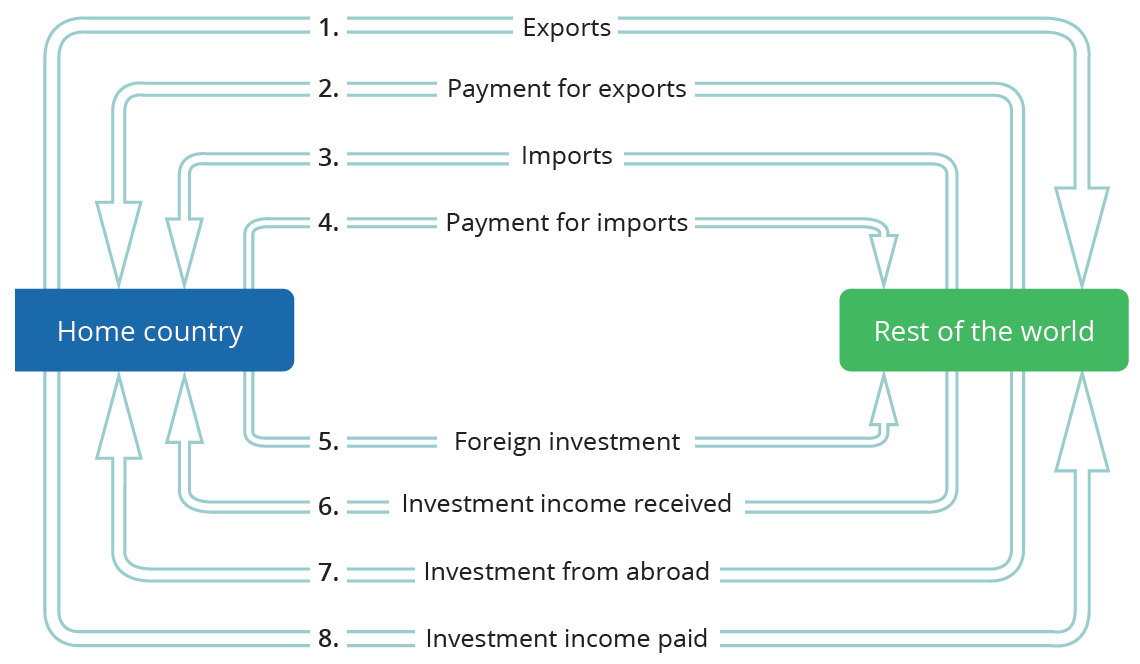 1. Exports
2. Payment for exports
3. Imports
4. Payment for imports
Home country
Rest of the world
5. Foreign investment
6. Investment income received
7. Investment from abroad
8. Investment income paid